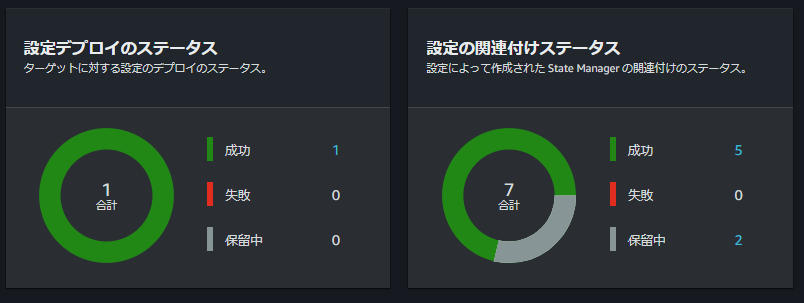 設定デプロイのステータス
ターゲットに対する設定のデプロイのステータス。
1
合計
成功 1
失敗 0
保留中 0
設定の関連付けステータス
設定によって作成された State Manager の関連付けのステータス。
7
合計
成功 5
失敗 0
保留中 2